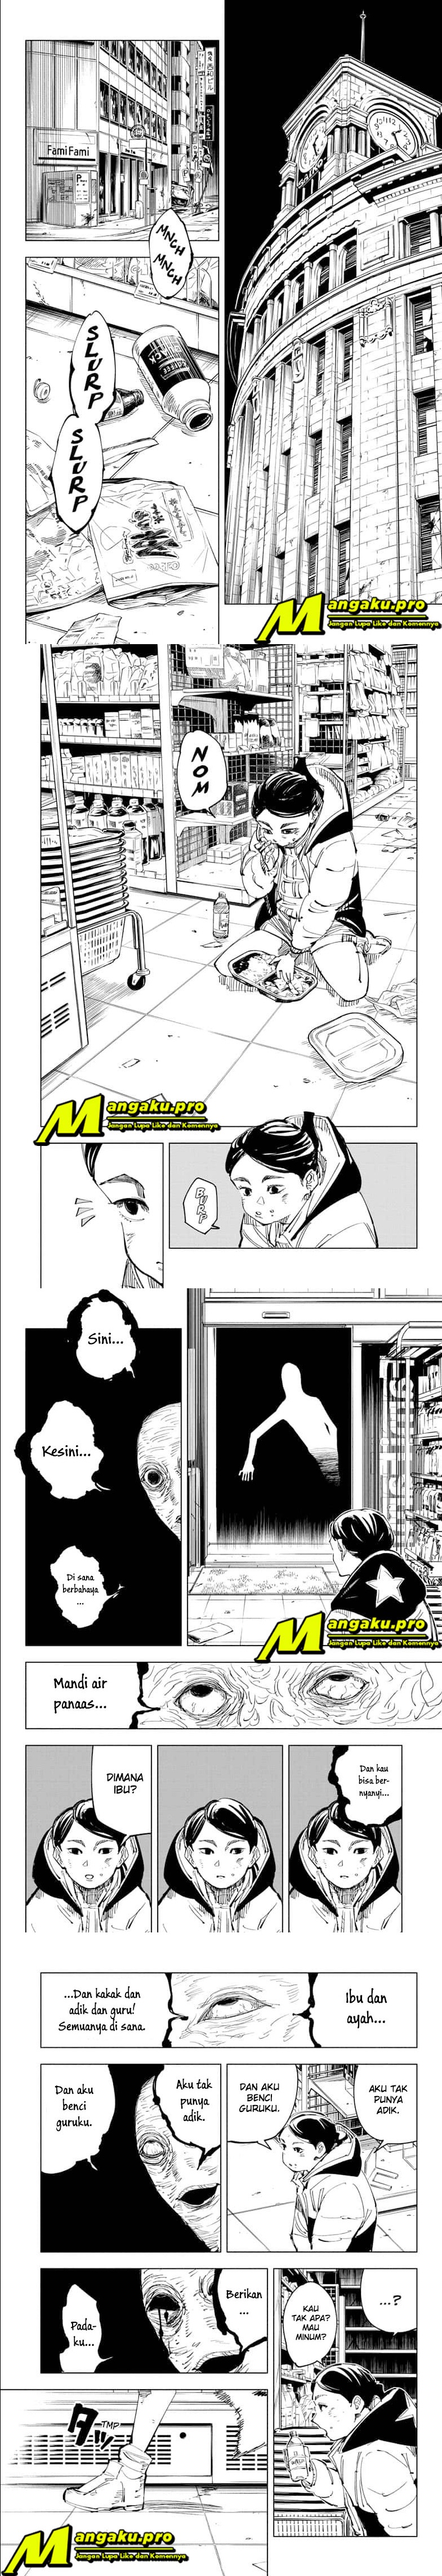 FamiFami
MNCH
MNCH
SLURP
SLURP
Mangaku.pro
Jangan Lupa Like dan Komennya
NOM
Mangaku.pro
Jangan Lupa Like dan Komennya
BURP
Sini...
Kesini...
Di sana
berbahaya
...
Mangaku.pro
Jangan Lupa Like dan Komennya
Mandi air
panaas...
DIMANA
IBU?
Dan kau
bisa ber-
nyanyi...
Ibu dan
ayah...
...Dan kakak dan
adik dan guru!
Semuanya di sana.
AKU TAK
PUNYA
ADIK.
DAN AKU
BENCI
GURUKU.
Aku tak
punya
adik.
Dan aku
benci
guruku.
Berikan
...
Pada-
ku...
...?
KAU
TAK APA?
MAU
MINUM?
タッ
TMP
Mangaku.pro
Jangan Lupa Like dan Komennya